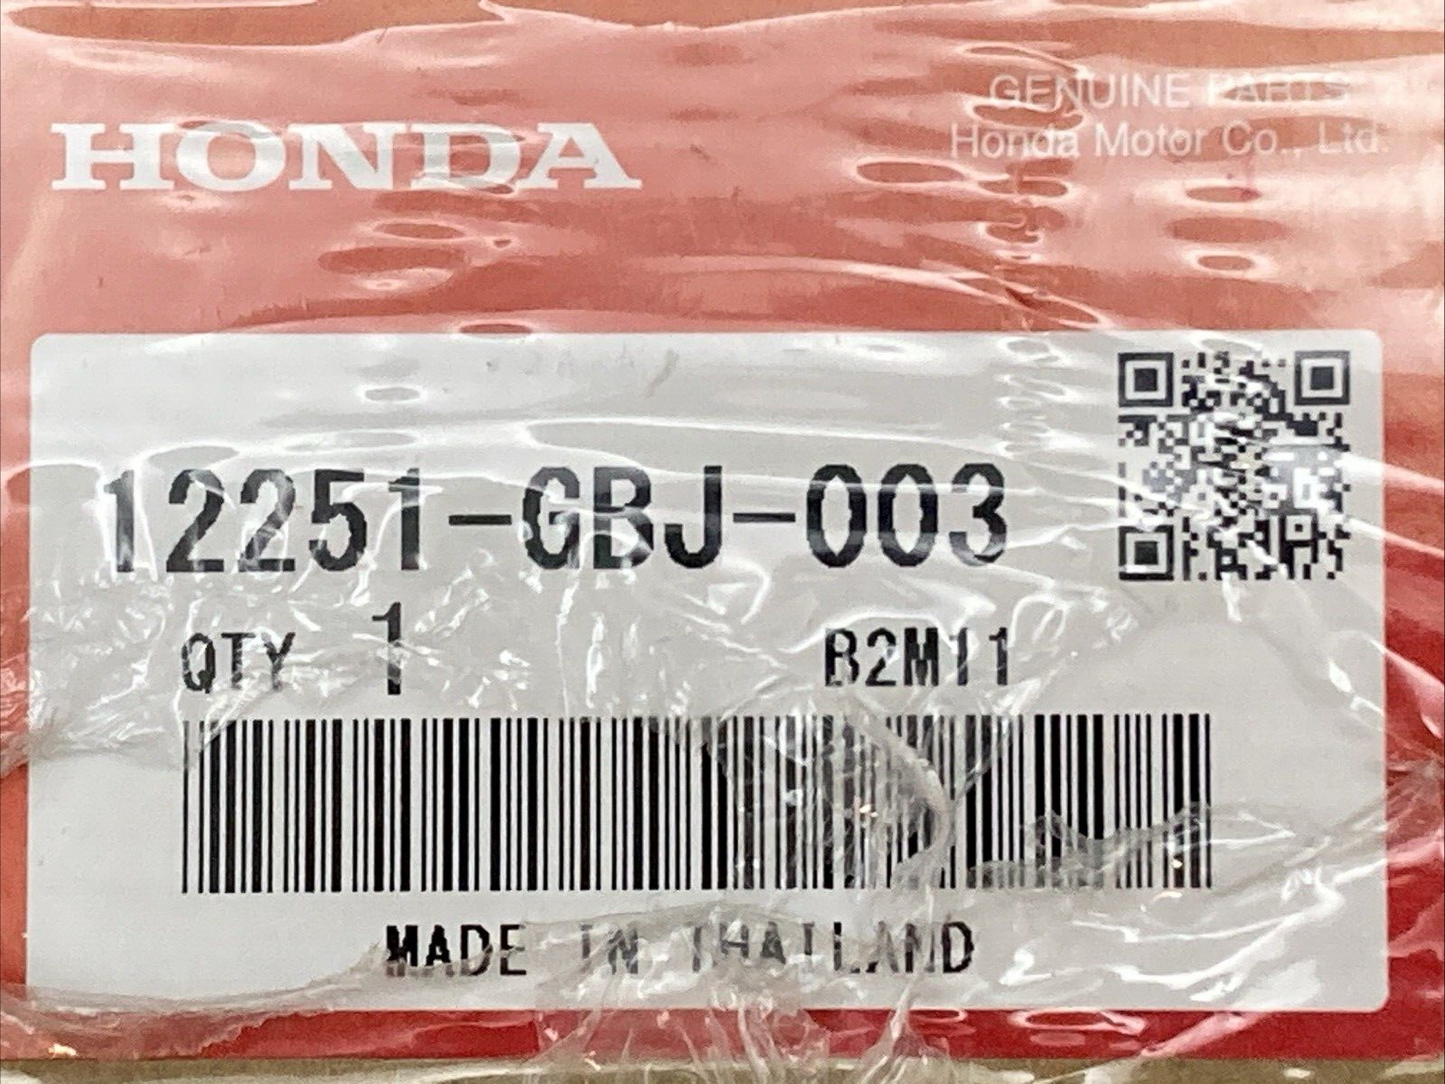 HONDA
GENUINE PARTS
Honda Motor Co., Ltd.
12251-GBJ-003
QTY 1 B2M11
MADE IN THAILAND